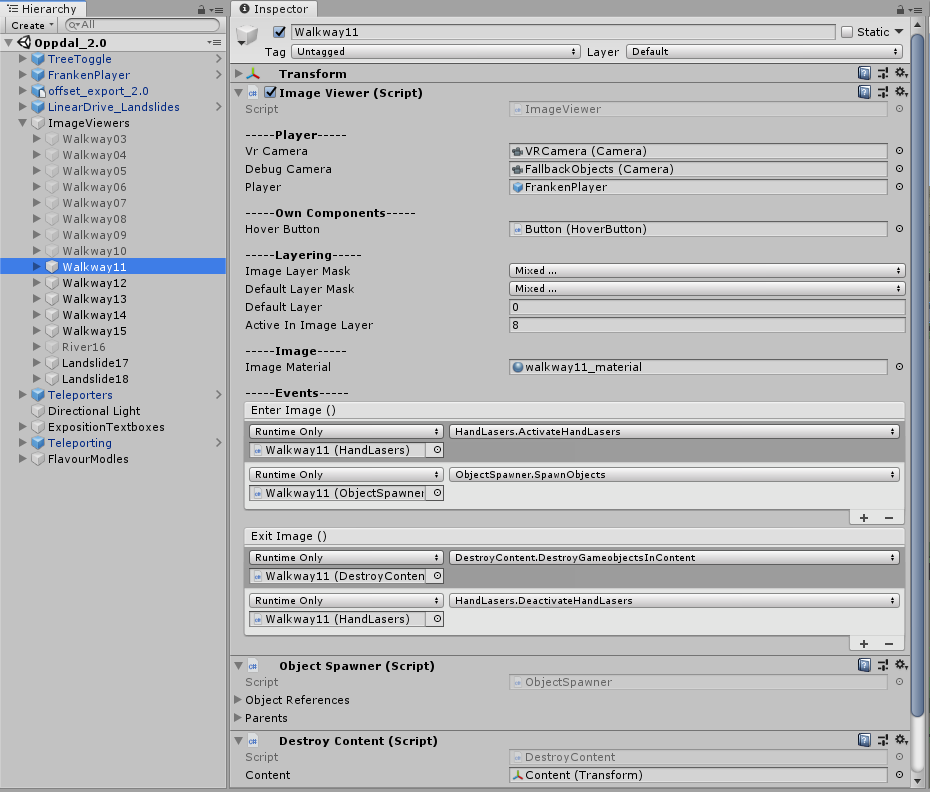 Hierarchy
Create All
Oppdal_2.0
TreeToggle
FrankenPlayer
offset_export_2.0
LinearDrive_Landslides
ImageViewers
Walkway03
Walkway04
Walkway05
Walkway06
Walkway07
Walkway08
Walkway09
Walkway10
Walkway11
Walkway12
Walkway13
Walkway14
Walkway15
River16
Landslide17
Landslide18
Teleporters
Directional Light
ExpositionTextboxes
Teleporting
FlavourModles
Inspector
Walkway11 Static
Tag Untagged Layer Default
Transform
Image Viewer (Script)
Script ImageViewer
-----Player-----
Vr Camera VRCamera (Camera)
Debug Camera FallbackObjects (Camera)
Player FrankenPlayer
-----Own Components-----
Hover Button Button (HoverButton)
-----Layering-----
Image Layer Mask Mixed ...
Default Layer Mask Mixed ...
Default Layer 0
Active In Image Layer 8
-----Image-----
Image Material walkway11_material
-----Events-----
Enter Image ()
Runtime Only HandLasers.ActivateHandLasers
Walkway11 (HandLasers)
Runtime Only ObjectSpawner.SpawnObjects
Walkway11 (ObjectSpawner
+ −
Exit Image ()
Runtime Only DestroyContent.DestroyGameobjectsInContent
Walkway11 (DestroyConten
Runtime Only HandLasers.DeactivateHandLasers
Walkway11 (HandLasers)
+ −
Object Spawner (Script)
Script ObjectSpawner
Object References
Parents
Destroy Content (Script)
Script DestroyContent
Content Content (Transform)